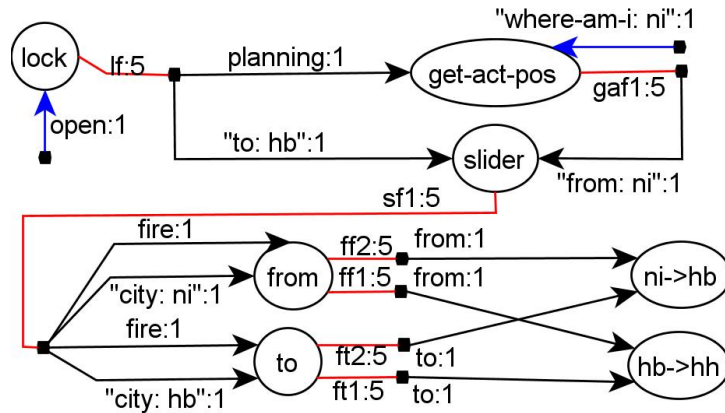 "where-am-i: ni":1
lock
lf:5
planning:1
get-act-pos
gaf1:5
open:1
"to: hb":1
slider
"from: ni":1
sf1:5
fire:1
from
ff2:5
from:1
ff1:5
from:1
ni->hb
"city: ni":1
fire:1
to
ft2:5
to:1
hb->hh
ft1:5
to:1
"city: hb":1